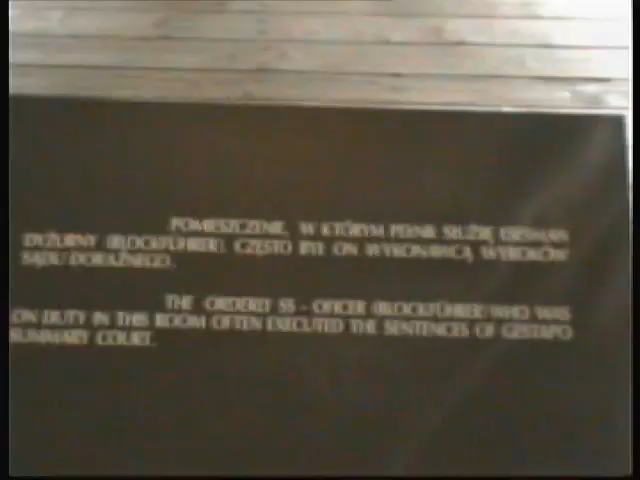 POMIESZCZENIE, W KTÓRYM PEŁNIŁ SŁUŻBĘ ESESMAN
DYŻURNY (BLOCKFÜHRER). CZĘSTO BYŁ ON WYKONAWCĄ WYROKÓW
SĄDU DORAŹNEGO.
THE ORDERLY SS - OFICER (BLOCKFÜHRER) WHO WAS
ON DUTY IN THIS ROOM OFTEN EXECUTED THE SENTENCES OF GESTAPO
SUMMARY COURT.